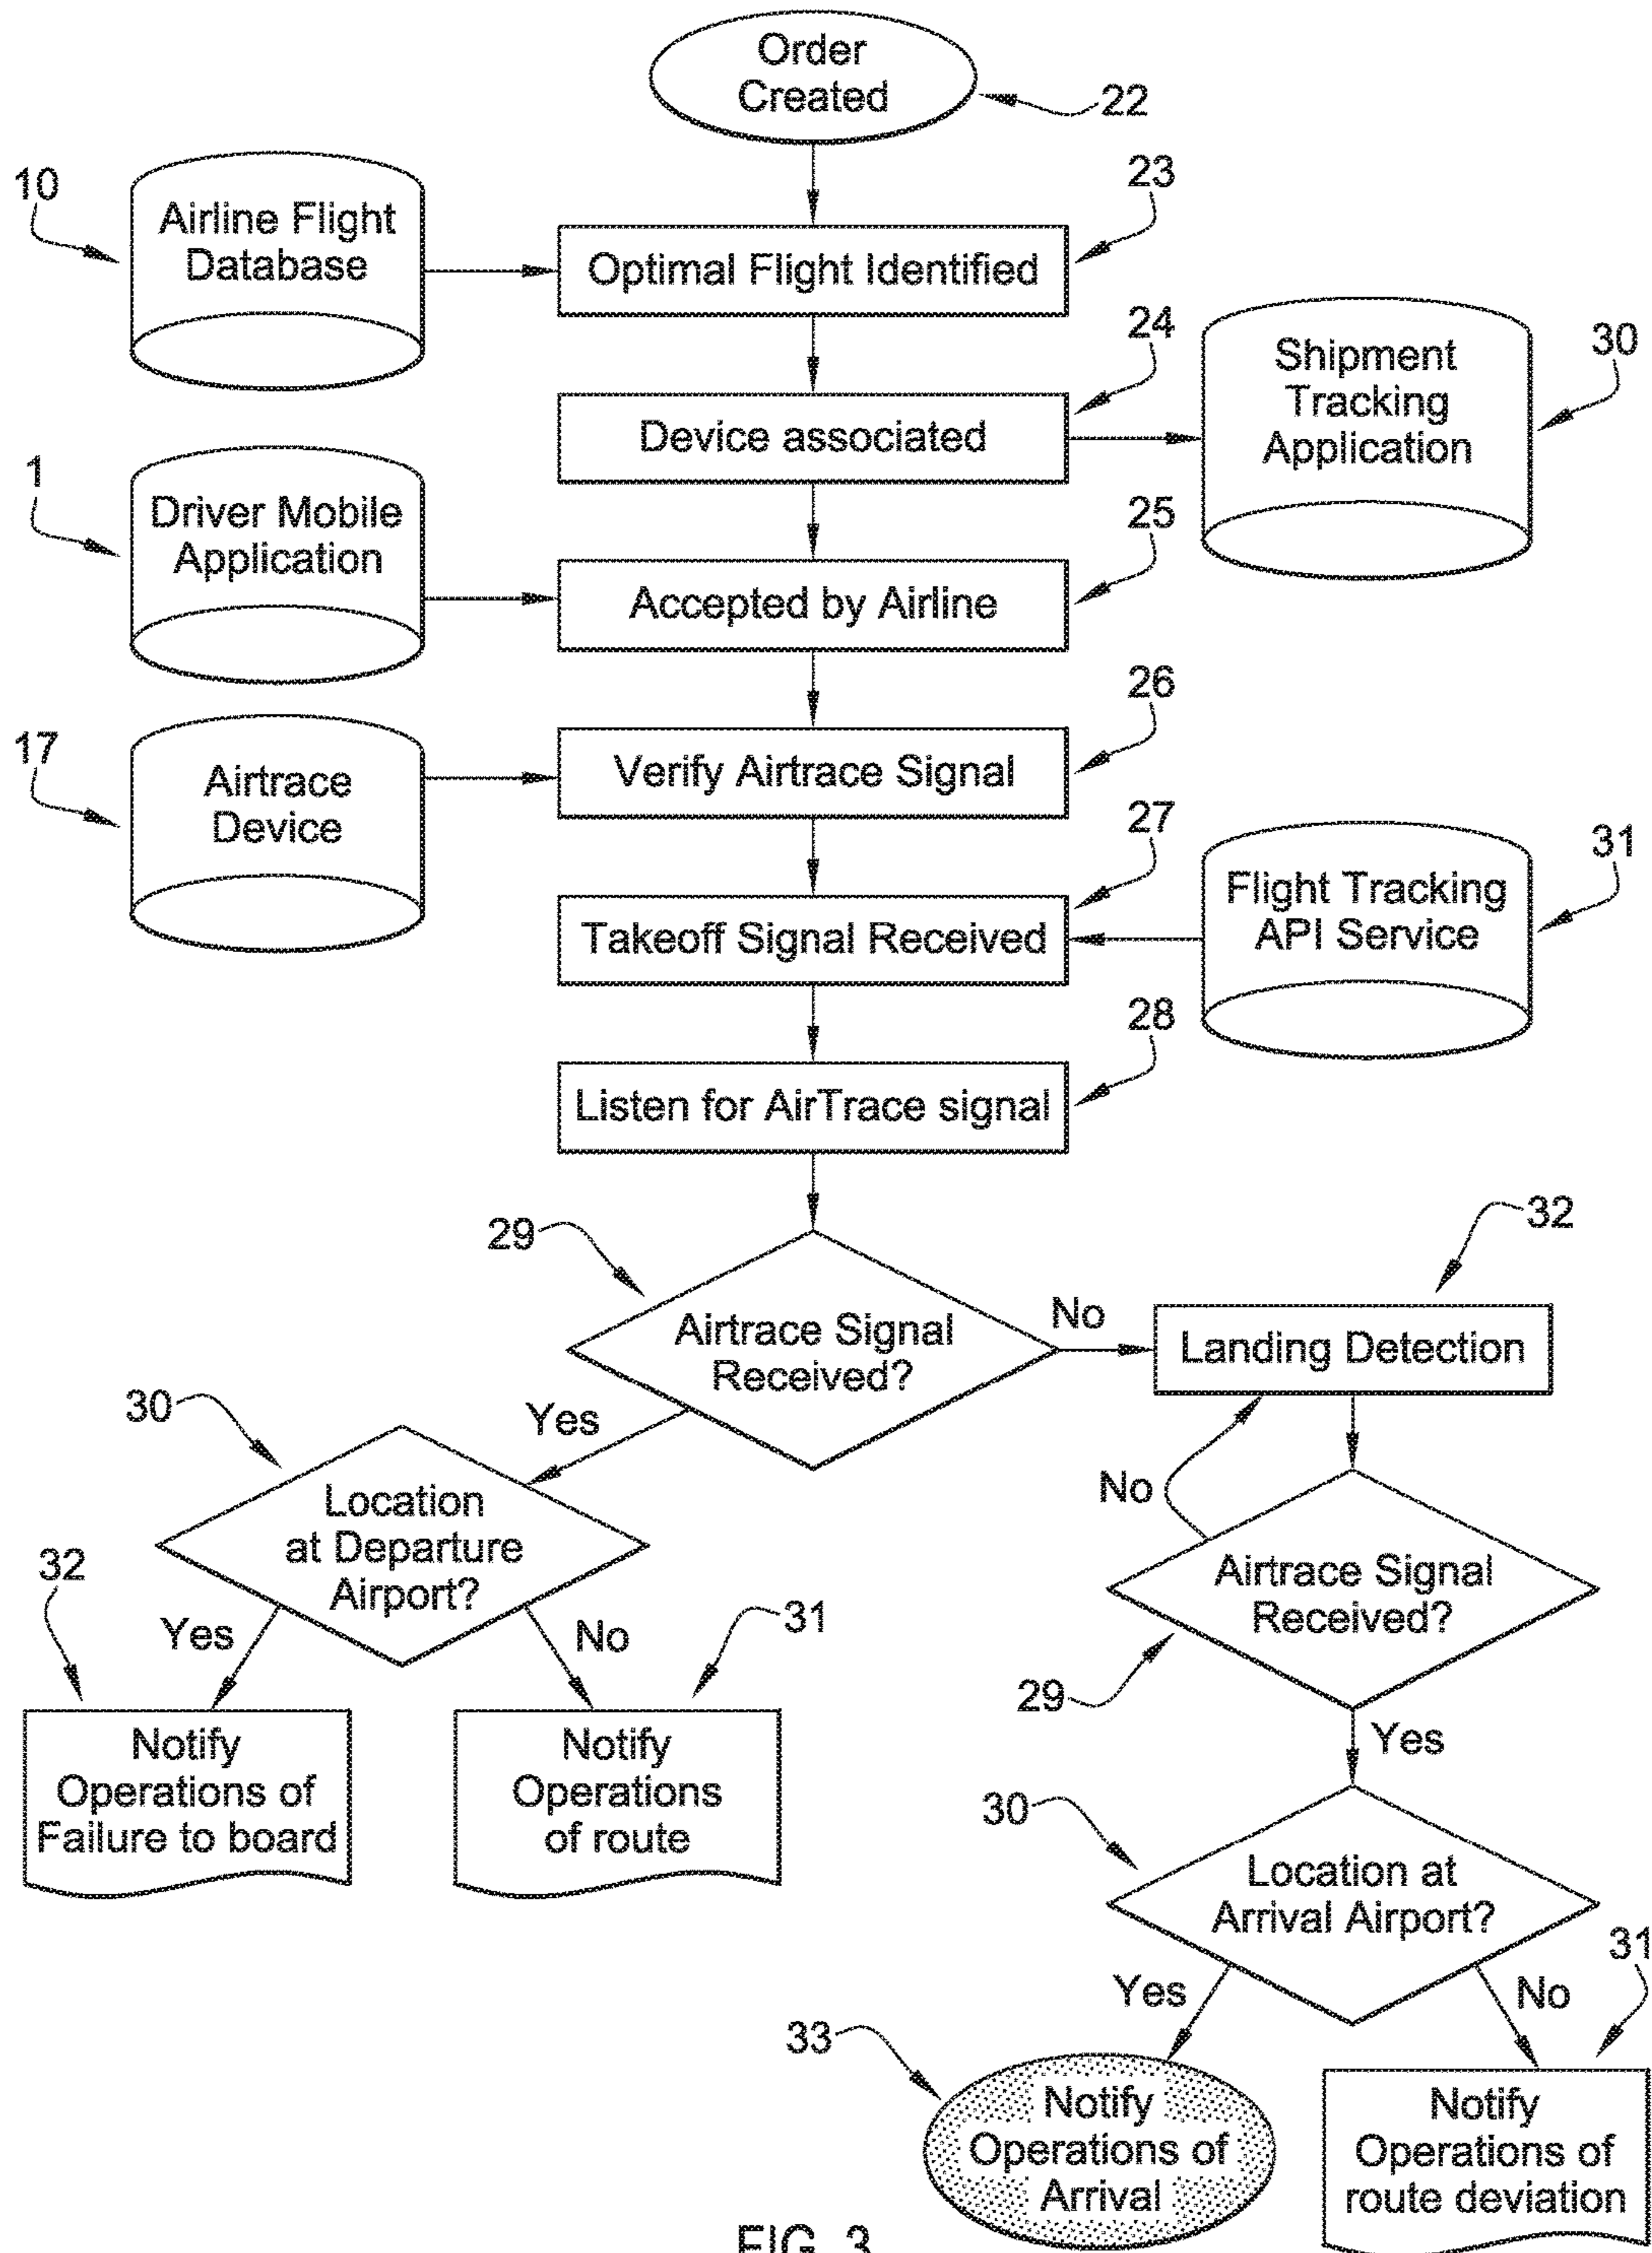 Order
Created
22
10
Airline Flight
Database
23
Optimal Flight Identified
24
Device associated
Shipment
Tracking
Application
30
1
Driver Mobile
Application
25
Accepted by Airline
26
17
Airtrace
Device
Verify Airtrace Signal
27
Takeoff Signal Received
Flight Tracking
API Service
31
28
Listen for AirTrace signal
29
Airtrace Signal
Received?
No
32
Landing Detection
Yes
30
Location
at Departure
Airport?
No
Airtrace Signal
Received?
29
32
Yes
No
31
Notify
Operations of
Failure to board
Notify
Operations
of route
Yes
30
Location at
Arrival Airport?
Yes
No
31
33
Notify
Operations of
Arrival
Notify
Operations of
route deviation
FIG. 3